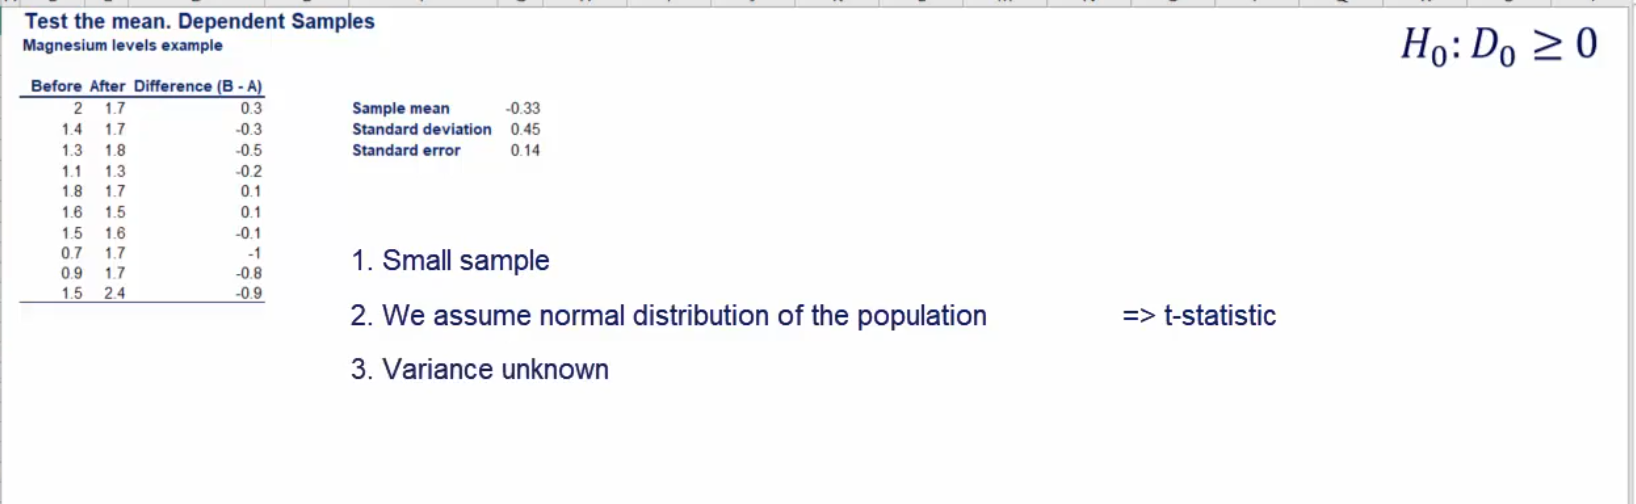 Test the mean. Dependent Samples
Magnesium levels example
H₀: D₀ ≥ 0
Before After Difference (B - A)
2 1.7 0.3
1.4 1.7 -0.3
1.3 1.8 -0.5
1.1 1.3 -0.2
1.8 1.7 0.1
1.6 1.5 0.1
1.5 1.6 -0.1
0.7 1.7 -1
0.9 1.7 -0.8
1.5 2.4 -0.9
Sample mean -0.33
Standard deviation 0.45
Standard error 0.14
1. Small sample
2. We assume normal distribution of the population => t-statistic
3. Variance unknown